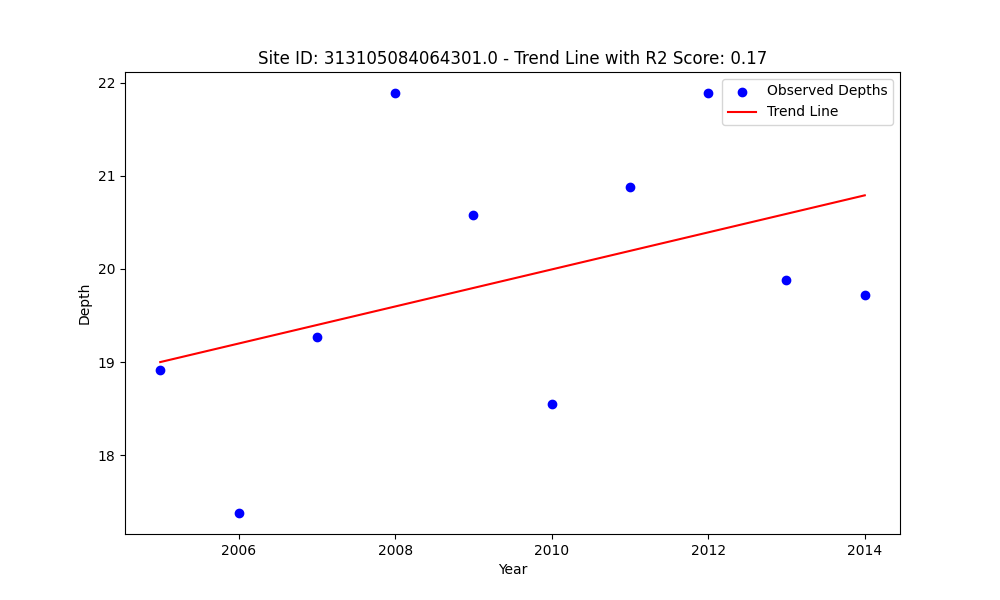 Site ID: 313105084064301.0 - Trend Line with R2 Score: 0.17
Observed Depths
Trend Line
22
21
20
19
18
Depth
2006
2008
2010
2012
2014
Year